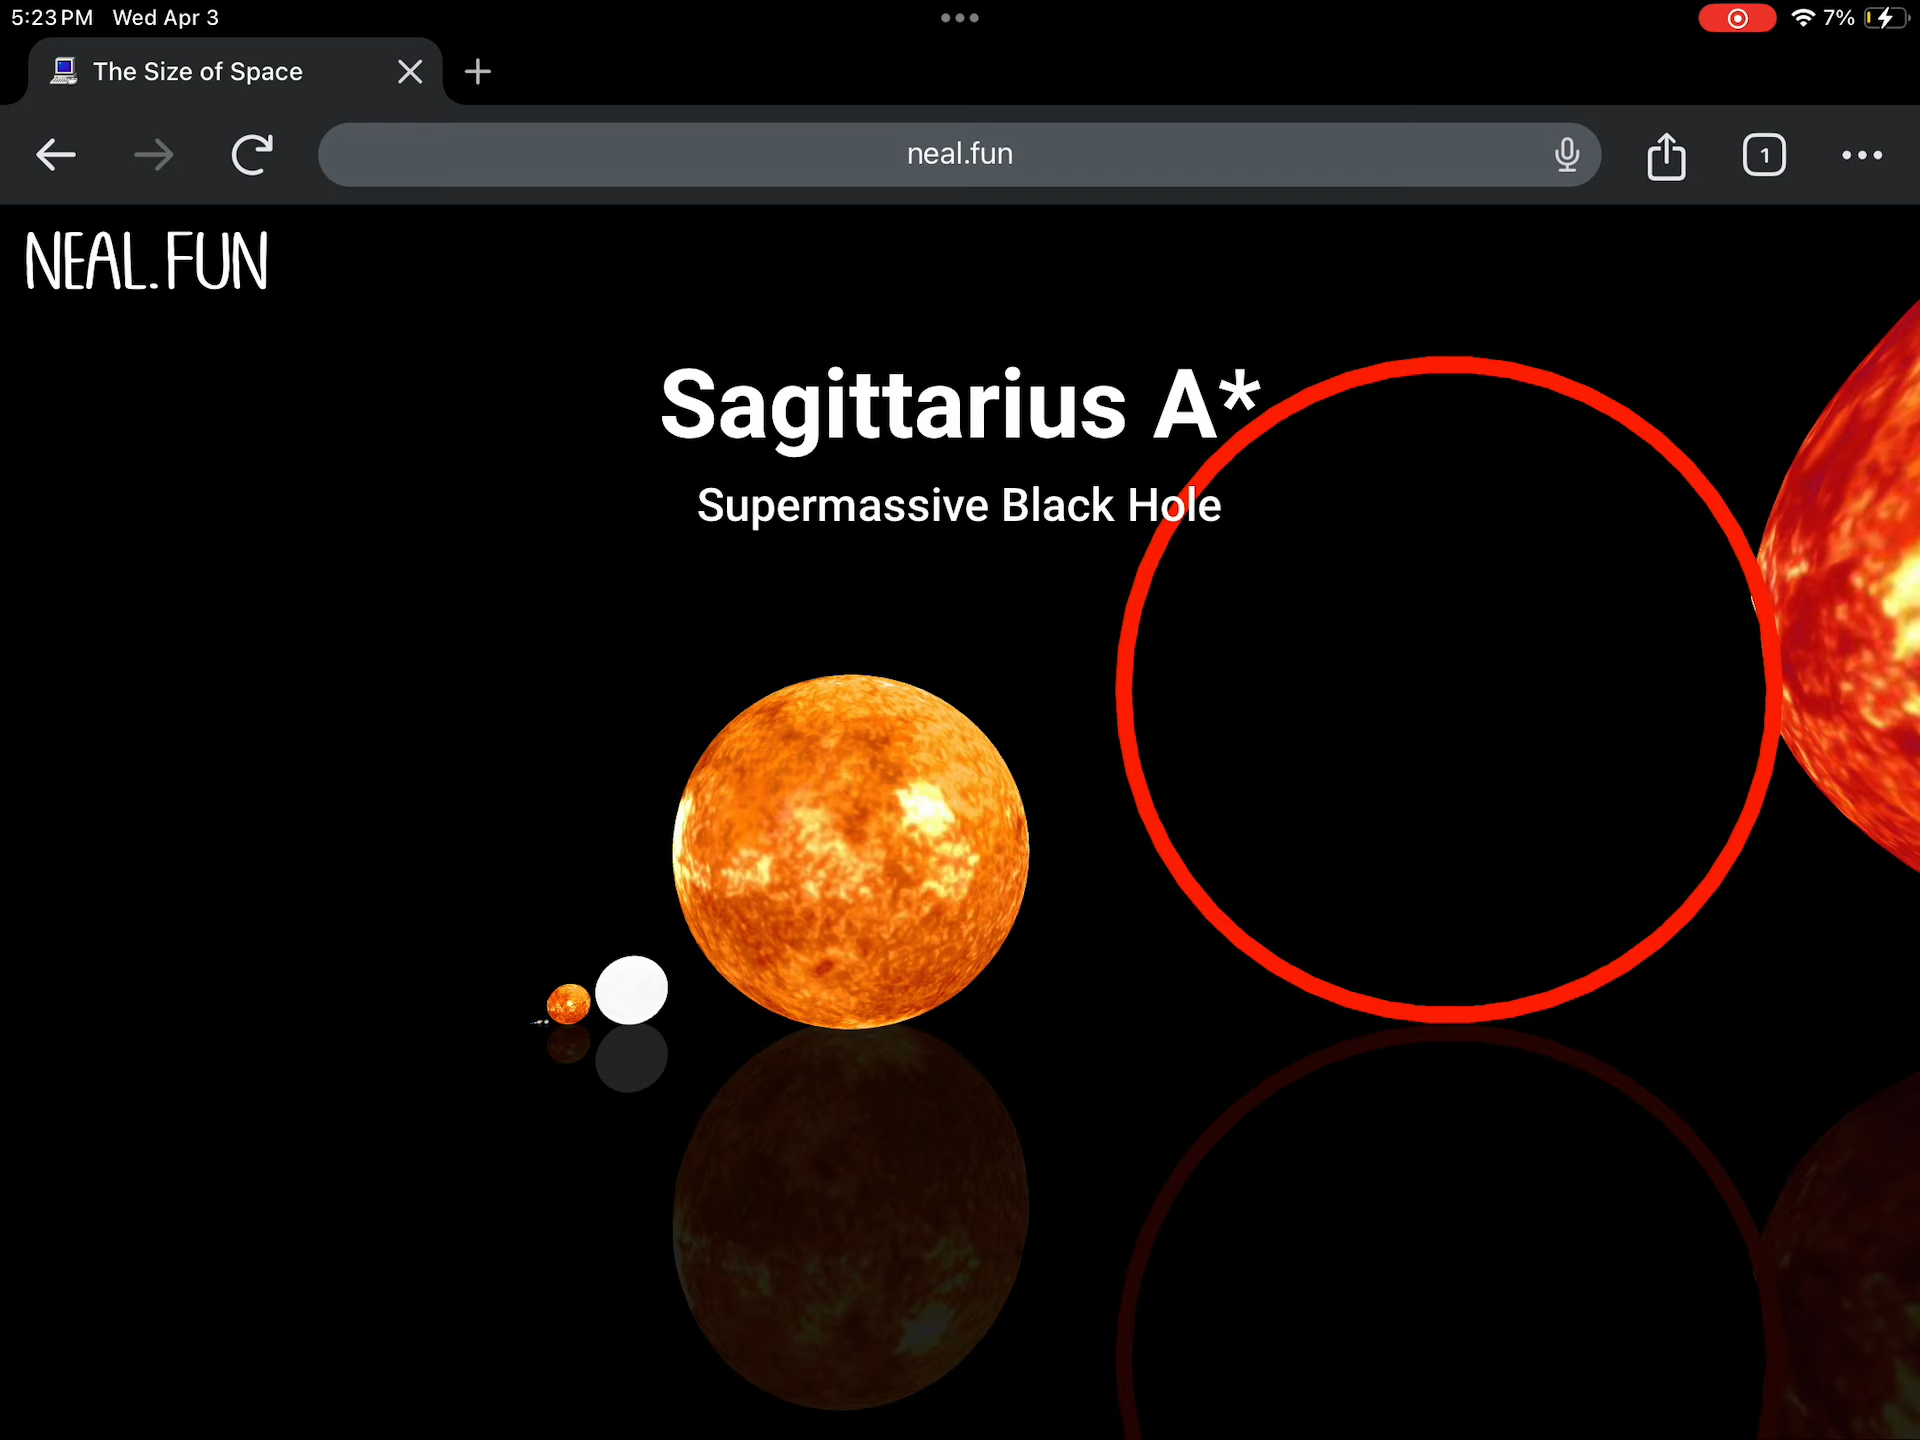 5:23 PM Wed Apr 3
7%
The Size of Space
neal.fun
1
NEAL.FUN
Sagittarius A*
Supermassive Black Hole